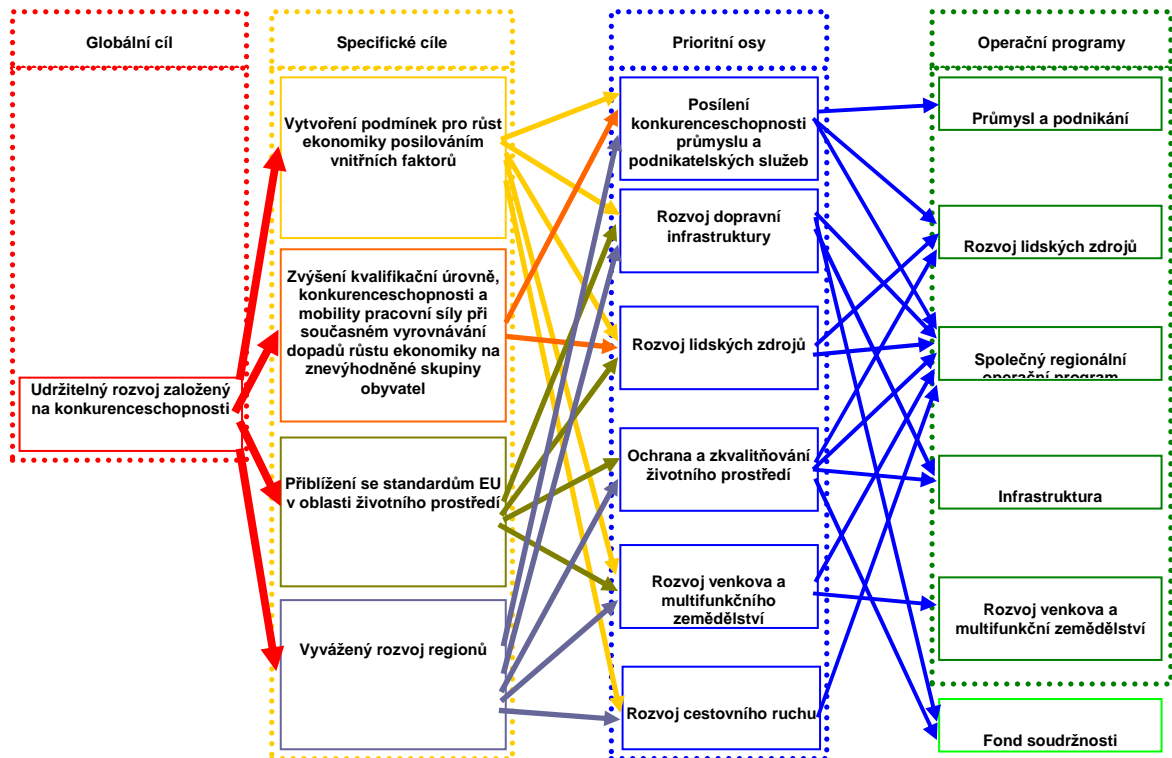 Globální cíl
Specifické cíle
Prioritní osy
Operační programy
Udržitelný rozvoj založený
na konkurenceschopnosti
Vytvoření podmínek pro růst
ekonomiky posilováním
vnitřních faktorů
Zvýšení kvalifikační úrovně,
konkurenceschopnosti a
mobility pracovní síly při
současném vyrovnávání
dopadů růstu ekonomiky na
znevýhodněné skupiny
obyvatel
Přiblížení se standardům EU
v oblasti životního prostředí
Vyvážený rozvoj regionů
Posílení
konkurenceschopnosti
průmyslu a
podnikatelských služeb
Rozvoj dopravní
infrastruktury
Rozvoj lidských zdrojů
Ochrana a zkvalitňování
životního prostředí
Rozvoj venkova a
multifunkčního
zemědělství
Rozvoj cestovního ruchu
Průmysl a podnikání
Rozvoj lidských zdrojů
Společný regionální
operační program
Infrastruktura
Rozvoj venkova a
multifunkční zemědělství
Fond soudržnosti